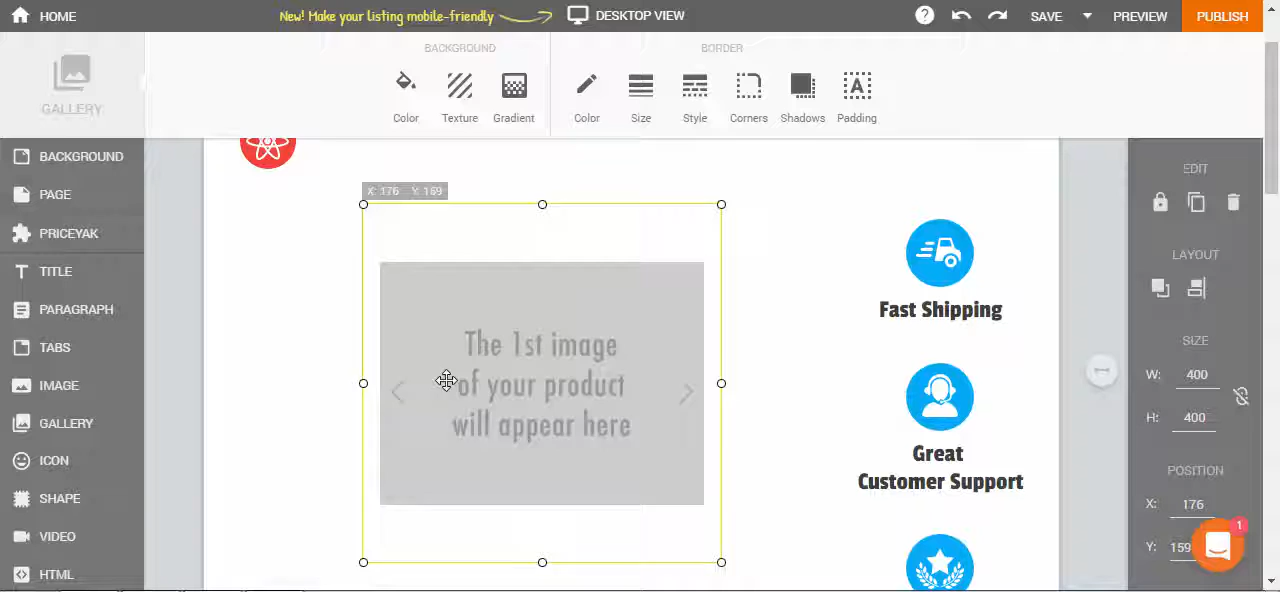 HOME
New! Make your listing mobile-friendly
DESKTOP VIEW
?
SAVE
PREVIEW
PUBLISH
GALLERY
BACKGROUND
BORDER
Color
Texture
Gradient
Color
Size
Style
Corners
Shadows
A
Padding
BACKGROUND
PAGE
PRICEYAK
TITLE
PARAGRAPH
TABS
IMAGE
GALLERY
ICON
SHAPE
VIDEO
HTML
X: 176 Y: 159
The 1st image
of your product
will appear here
Fast Shipping
Great
Customer Support
EDIT
LAYOUT
SIZE
W: 400
H: 400
POSITION
X: 176
Y: 159
1